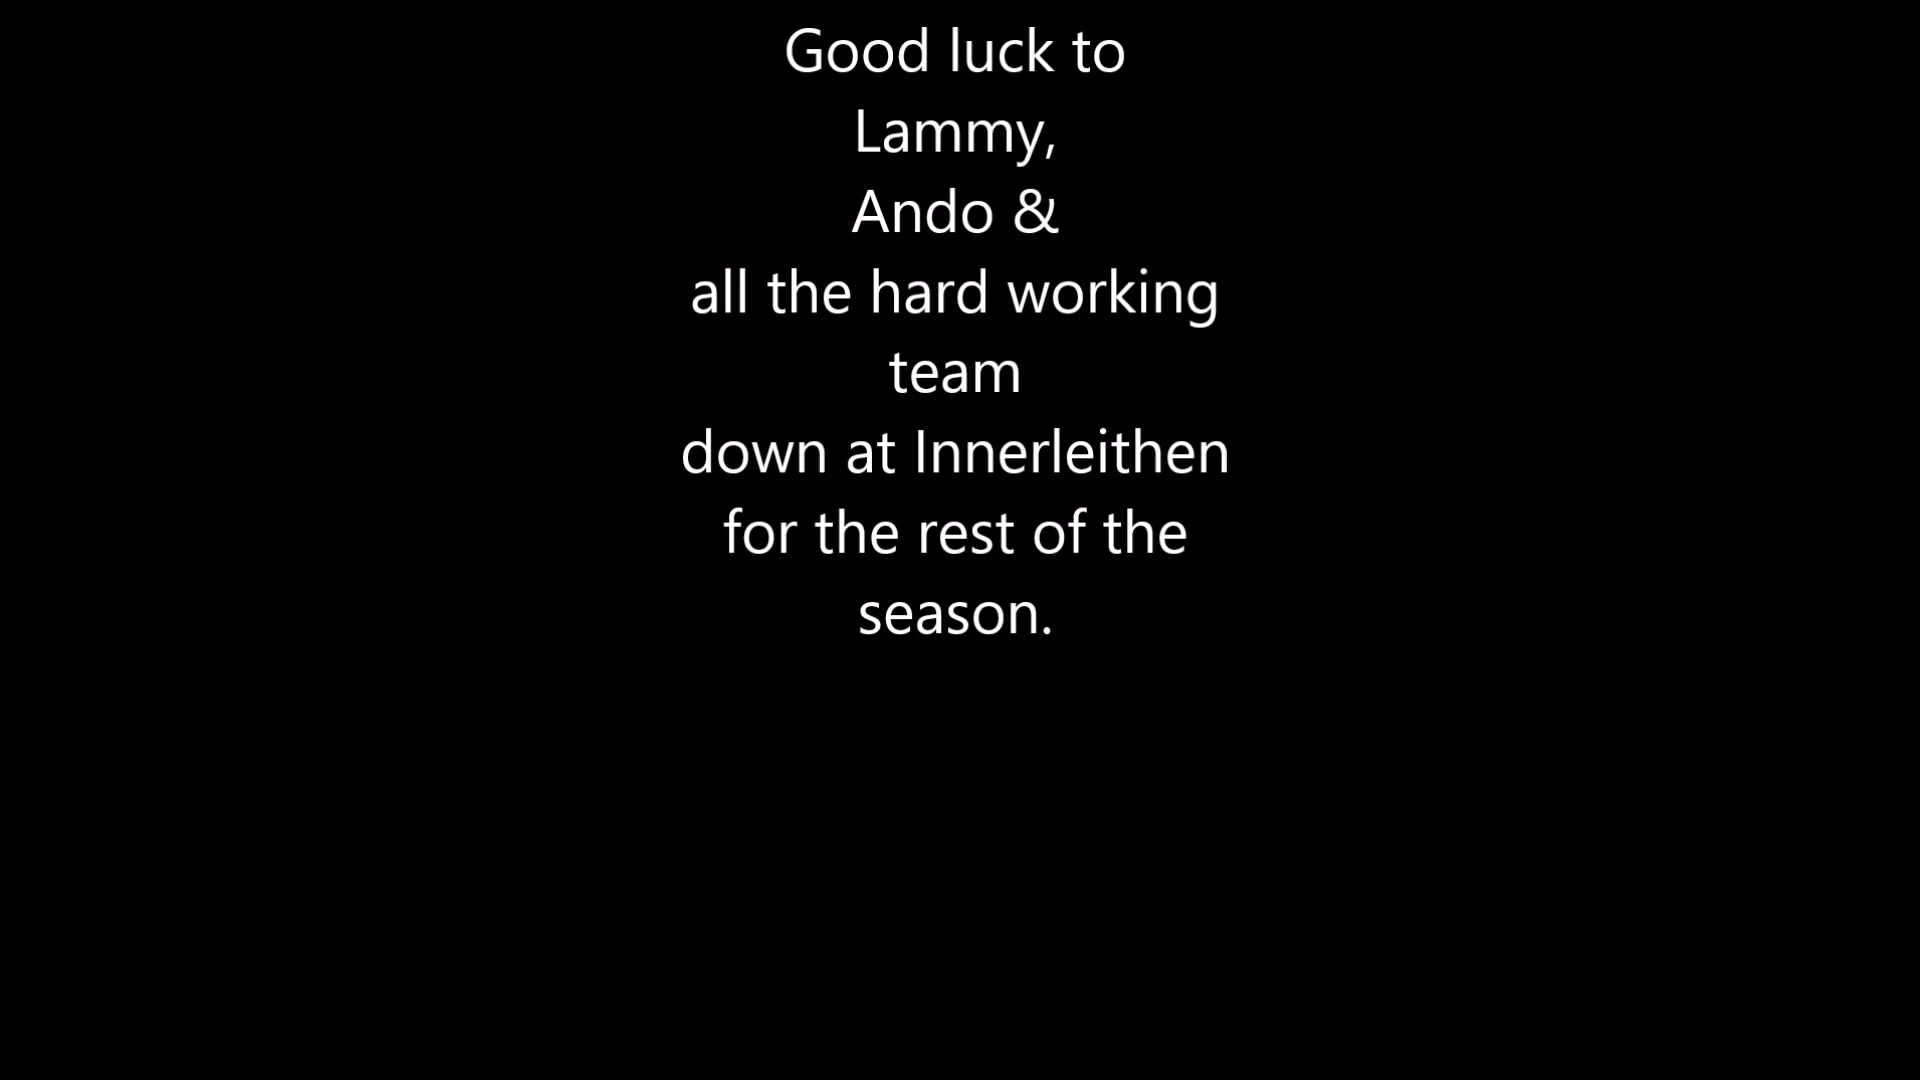 Good luck to
Lammy,
Ando &
all the hard working
team
down at Innerleithen
for the rest of the
season.